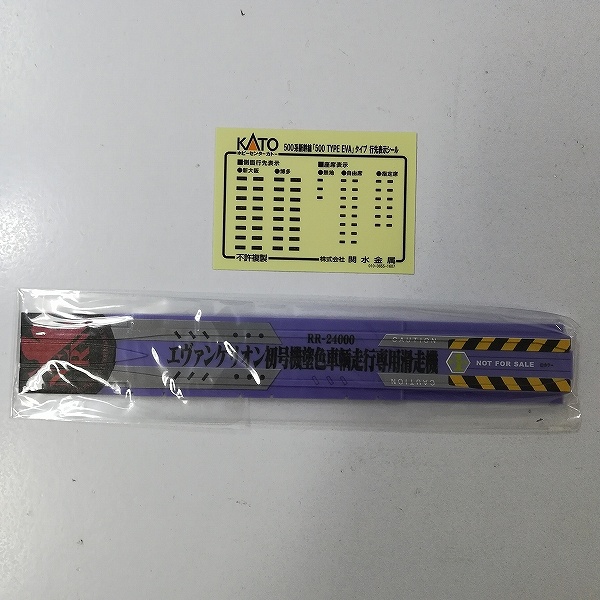 KATO
ホビーセンターカトー
500系新幹線「500 TYPE EVA」タイプ 行先表示シール
■側面行先表示
■座席表示
●新大阪
●博多
●無地
●自由席
●指定席
不許複製
株式会社 関水金属
RR-24000
エヴァンゲリオン初号機塗色車輌走行専用滑走機
CAUTION
NOT FOR SALE
CAUTION